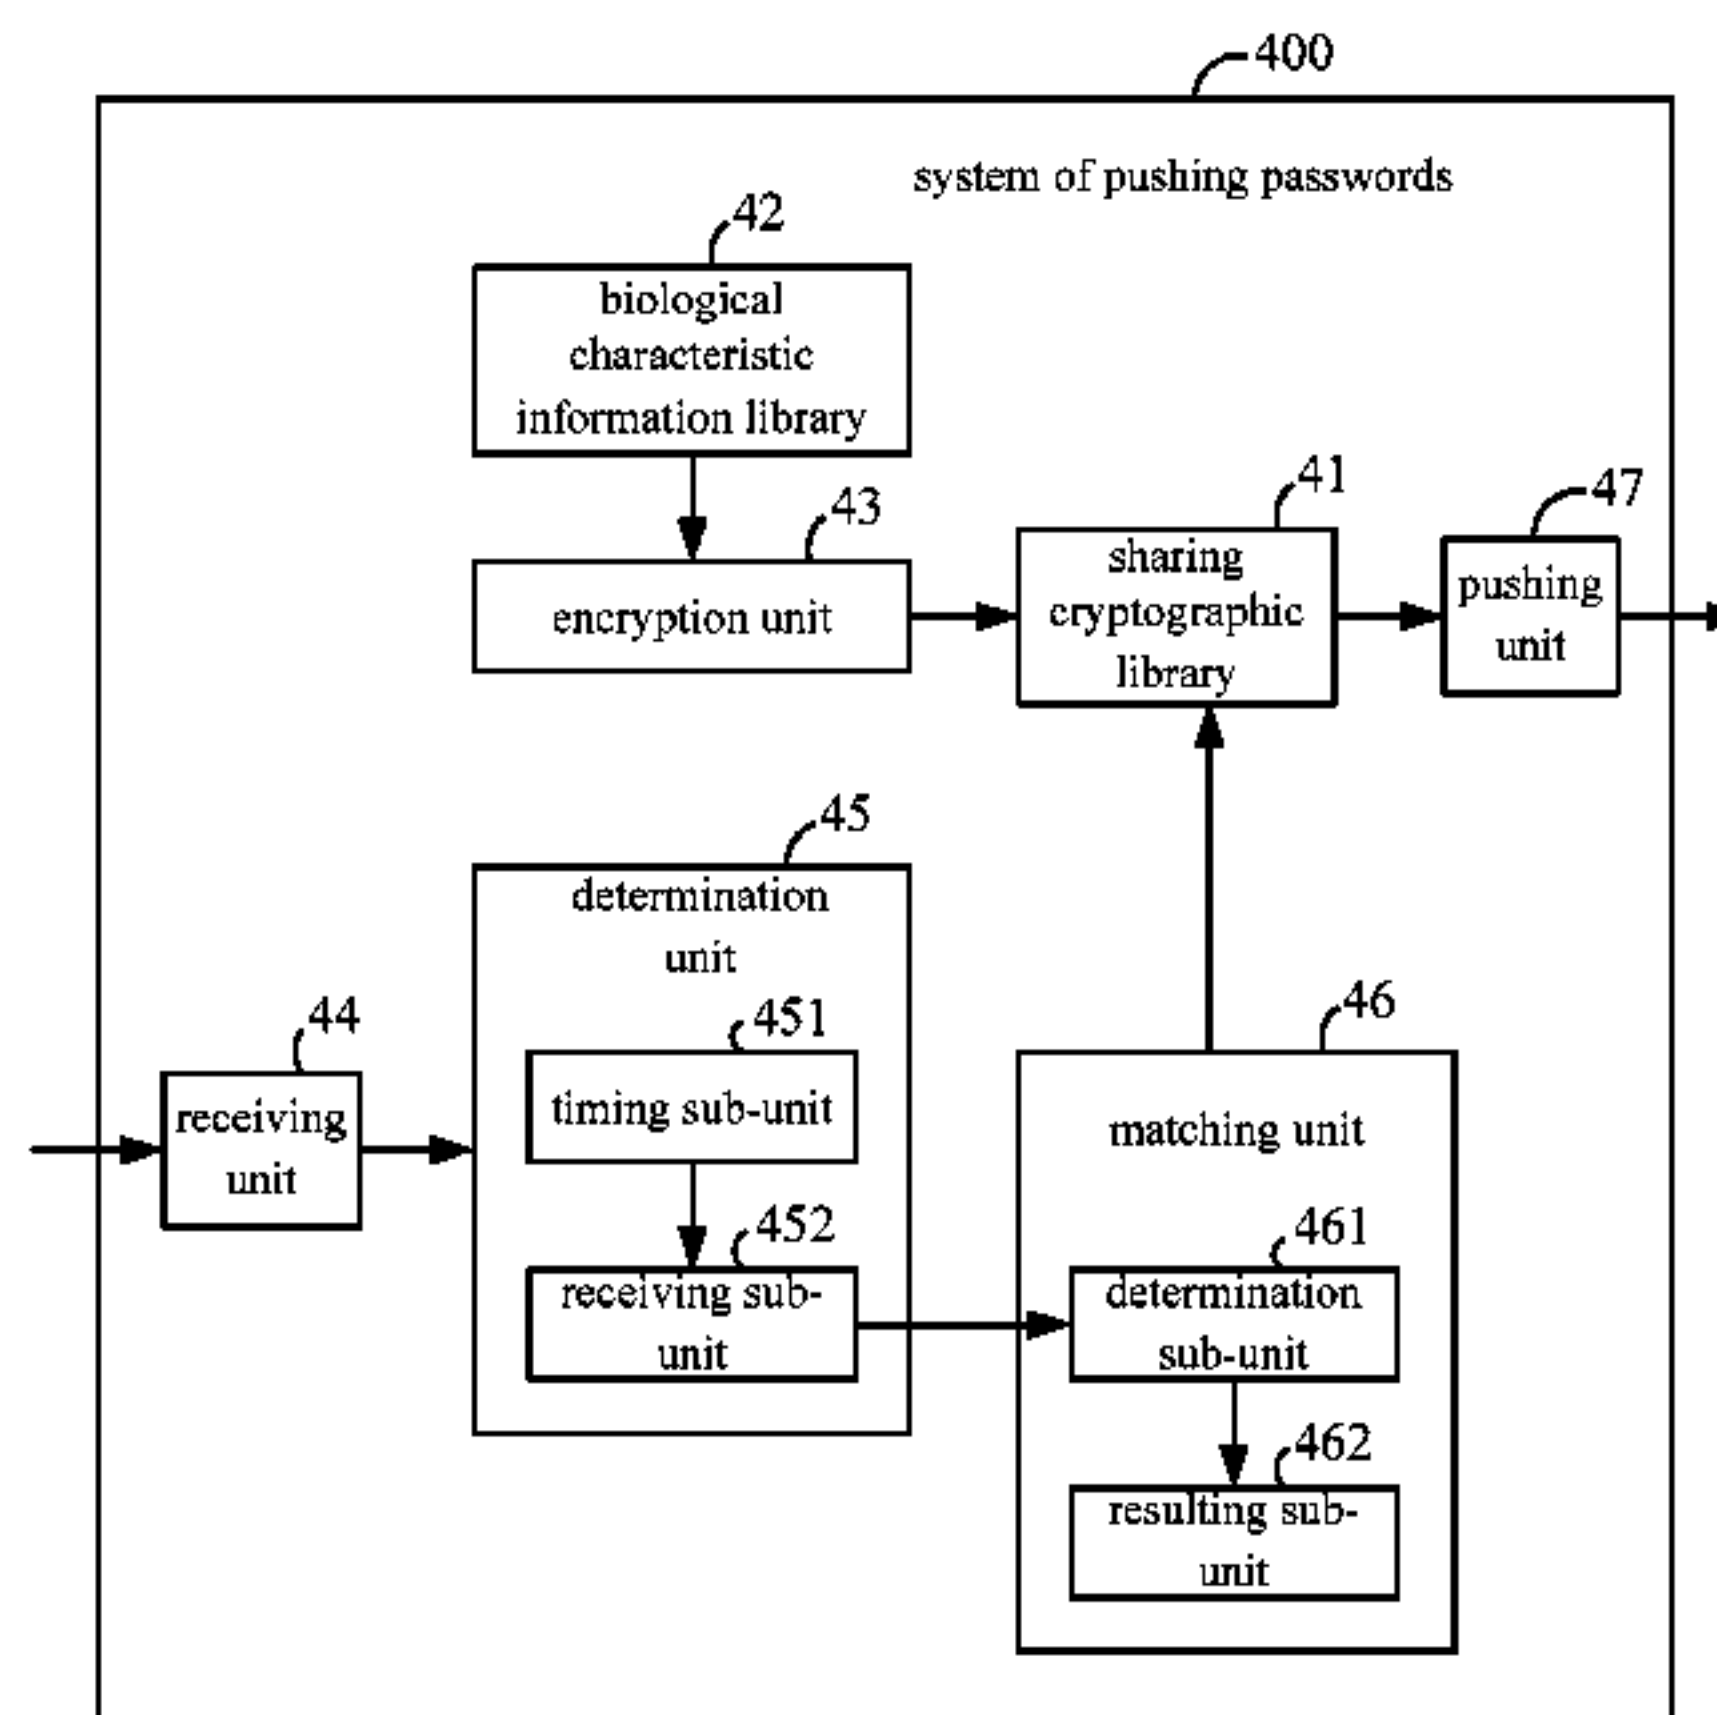 400
system of pushing passwords
42
biological
characteristic
information library
43
encryption unit
41
sharing
cryptographic
library
47
pushing
unit
45
determination
unit
44
receiving
unit
451
timing sub-unit
452
receiving sub-
unit
46
matching unit
461
determination
sub-unit
462
resulting sub-
unit